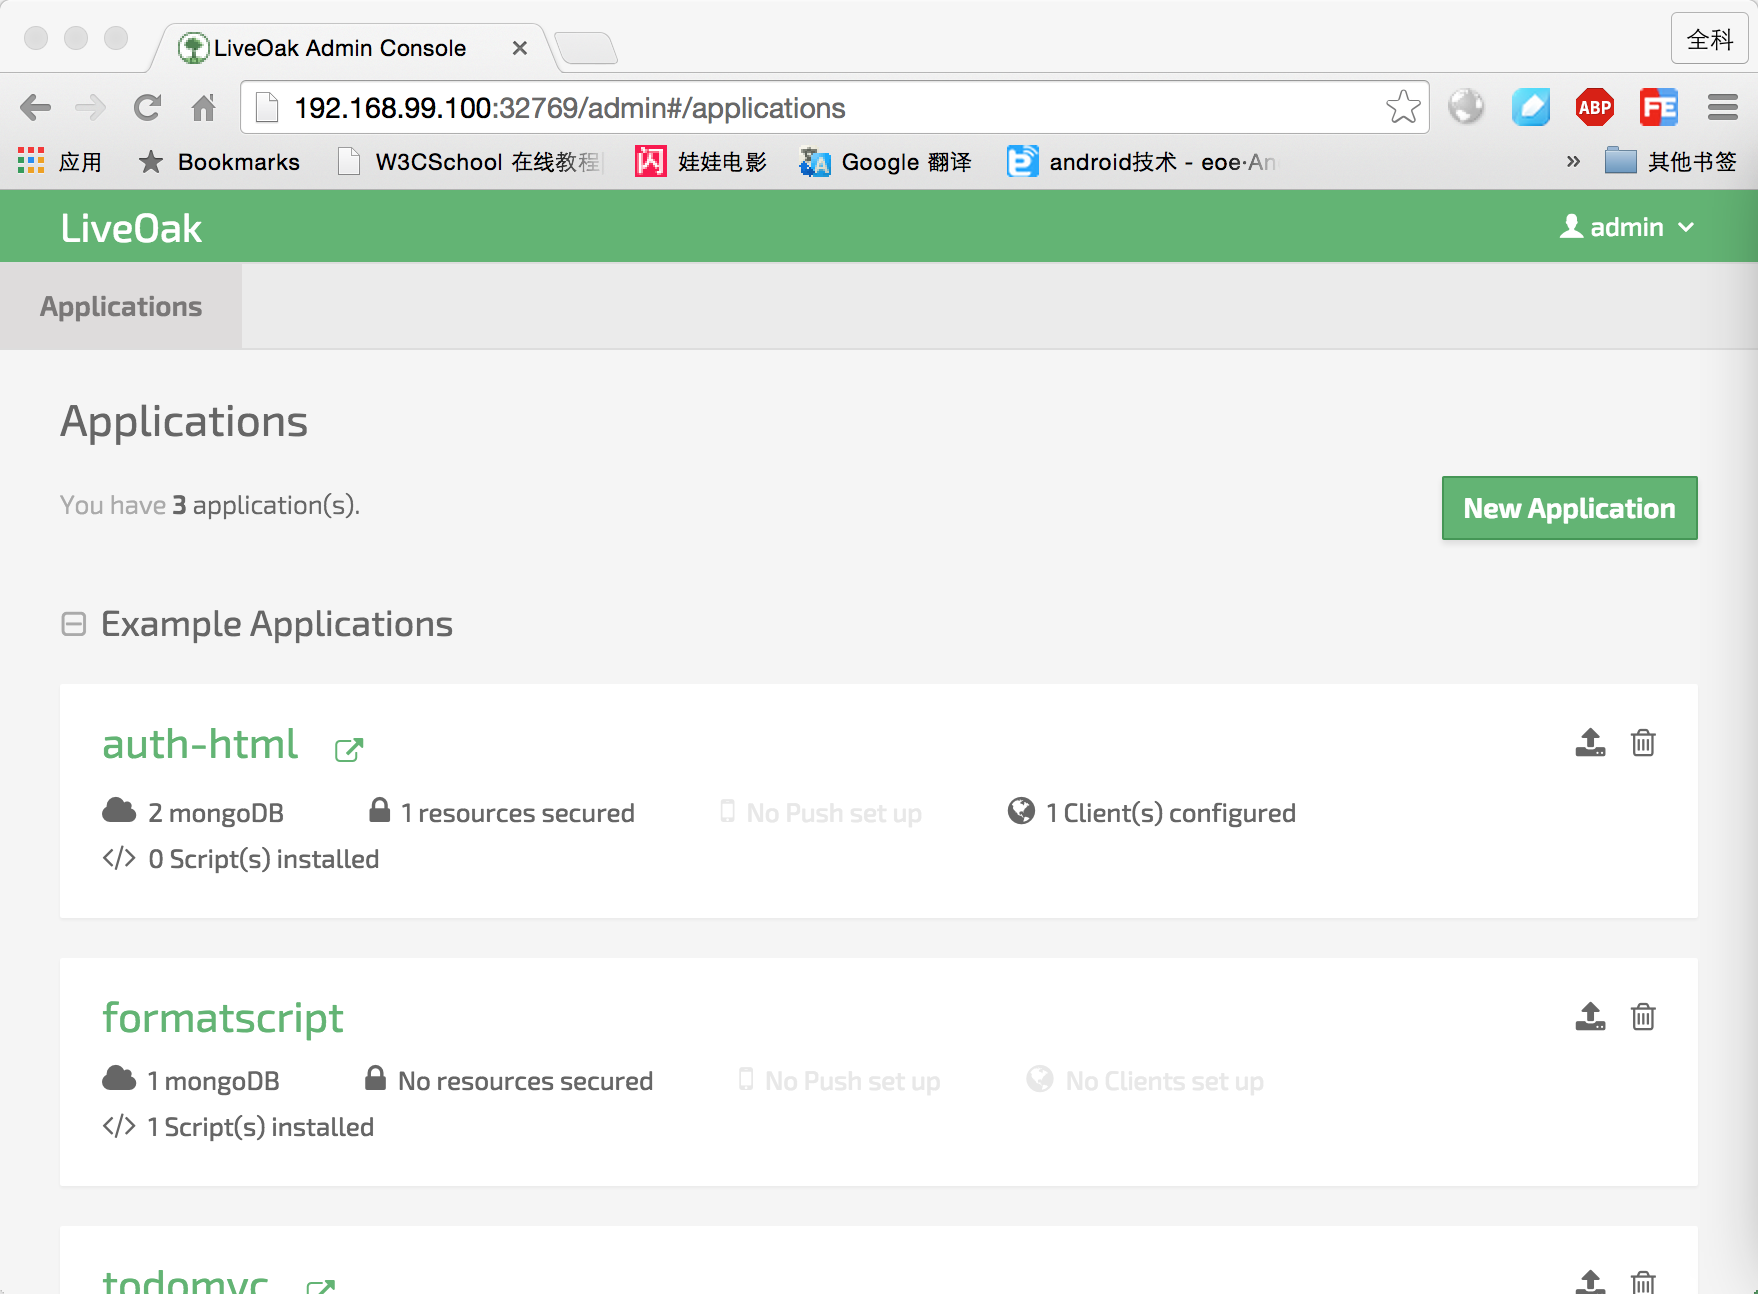 LiveOak Admin Console
全科
192.168.99.100:32769/admin#/applications
ABP
FE
应用 Bookmarks W3CSchool 在线教程 闪 娃娃电影 Google 翻译 android技术 - eoe·An » 其他书签
LiveOak
admin
Applications
Applications
You have 3 application(s).
New Application
Example Applications
auth-html
2 mongoDB 1 resources secured No Push set up 1 Client(s) configured
</> 0 Script(s) installed
formatscript
1 mongoDB No resources secured No Push set up No Clients set up
</> 1 Script(s) installed
todomvc